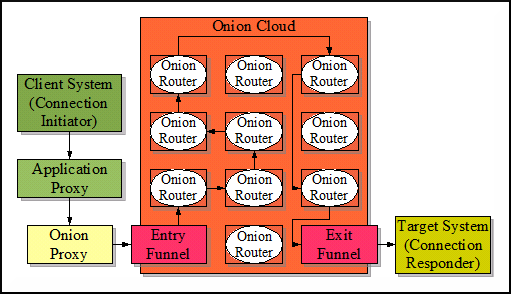 Onion Cloud
Client System
(Connection
Initiator)
Application
Proxy
Onion
Proxy
Onion
Router
Onion
Router
Onion
Router
Onion
Router
Onion
Router
Onion
Router
Onion
Router
Onion
Router
Onion
Router
Entry
Funnel
Onion
Router
Exit
Funnel
Target System
(Connection
Responder)